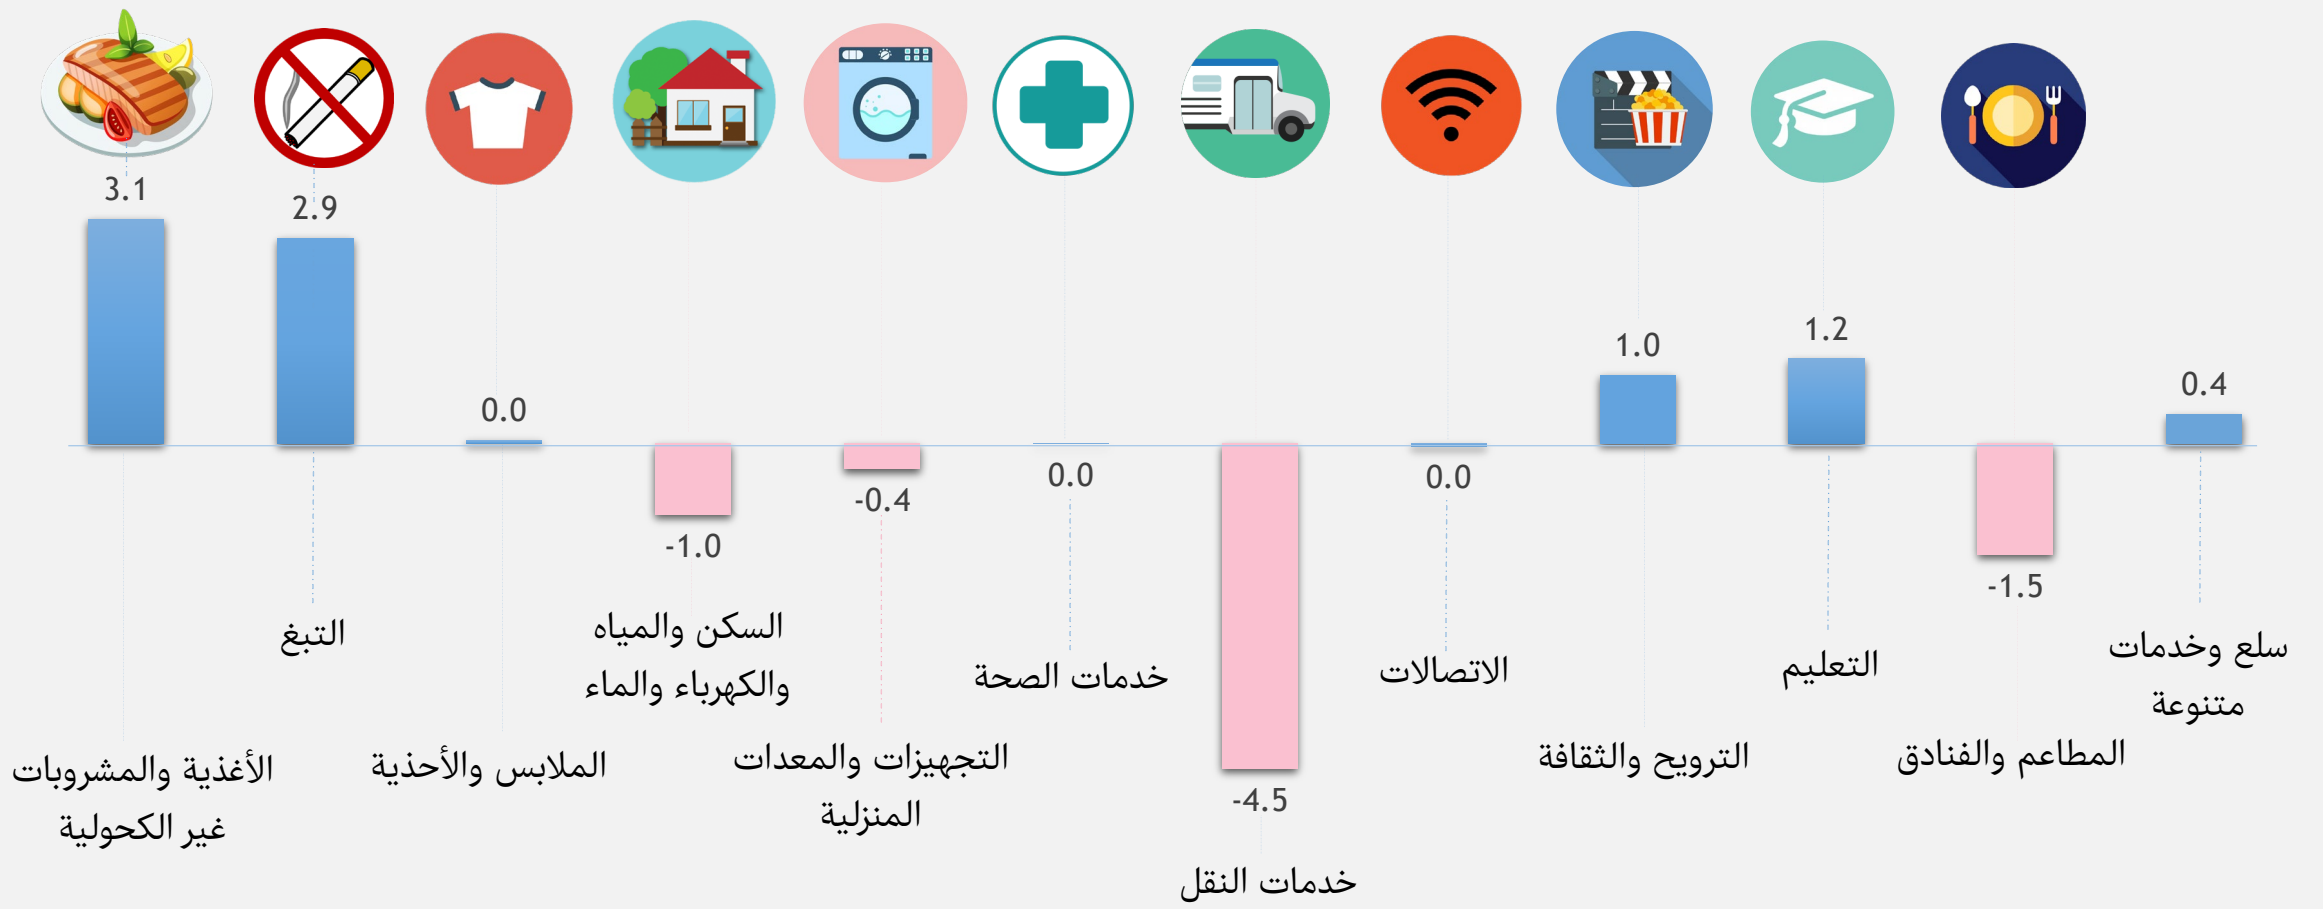 3.1
2.9
0.0
-1.0
-0.4
0.0
-4.5
0.0
1.0
1.2
-1.5
0.4
الأغذية والمشروبات
غير الكحولية
التبغ
الملابس والأحذية
السكن والمياه
والكهرباء والماء
التجهيزات والمعدات
المنزلية
خدمات الصحة
خدمات النقل
الاتصالات
الترويح والثقافة
التعليم
المطاعم والفنادق
سلع وخدمات
متنوعة